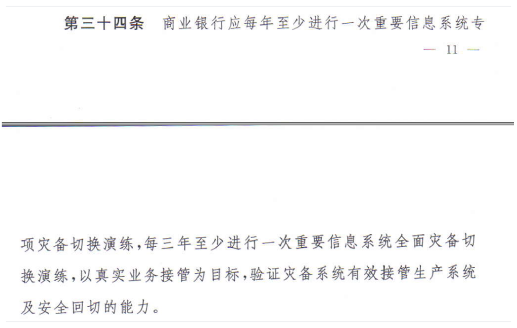 第三十四条　商业银行应每年至少进行一次重要信息系统专
— 11 —
项灾备切换演练，每三年至少进行一次重要信息系统全面灾备切
换演练，以真实业务接管为目标，验证灾备系统有效接管生产系统
及安全回切的能力。